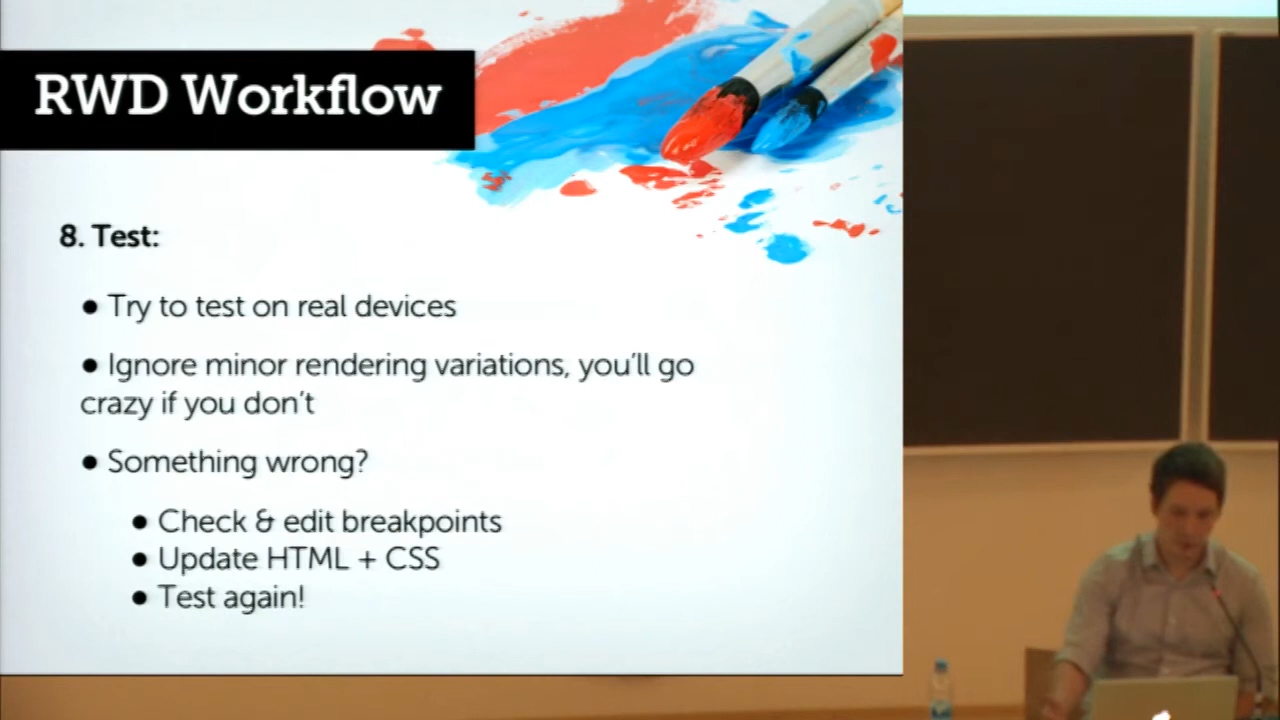 RWD Workflow
8. Test:
● Try to test on real devices
● Ignore minor rendering variations, you'll go
crazy if you don't
● Something wrong?
● Check & edit breakpoints
● Update HTML + CSS
● Test again!